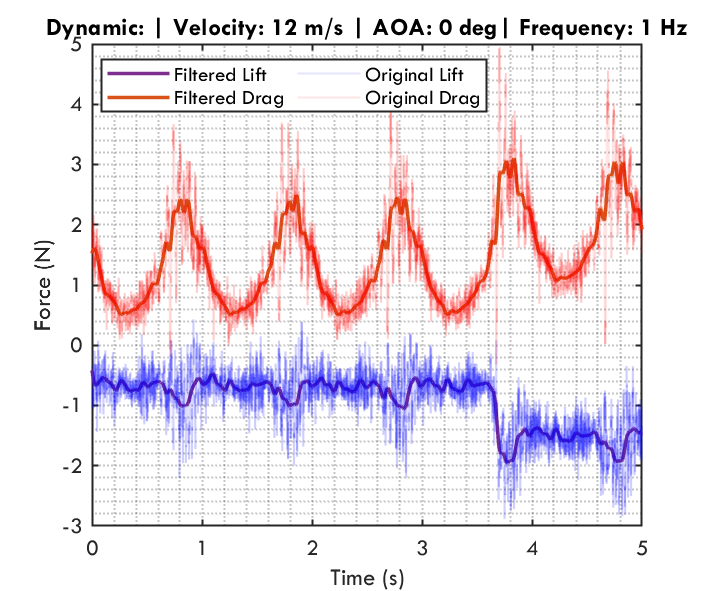 Dynamic: | Velocity: 12 m/s | AOA: 0 deg| Frequency: 1 Hz
5
Filtered Lift Original Lift
Filtered Drag Original Drag
4
3
2
1
0
-1
-2
-3
Force (N)
0 1 2 3 4 5
Time (s)